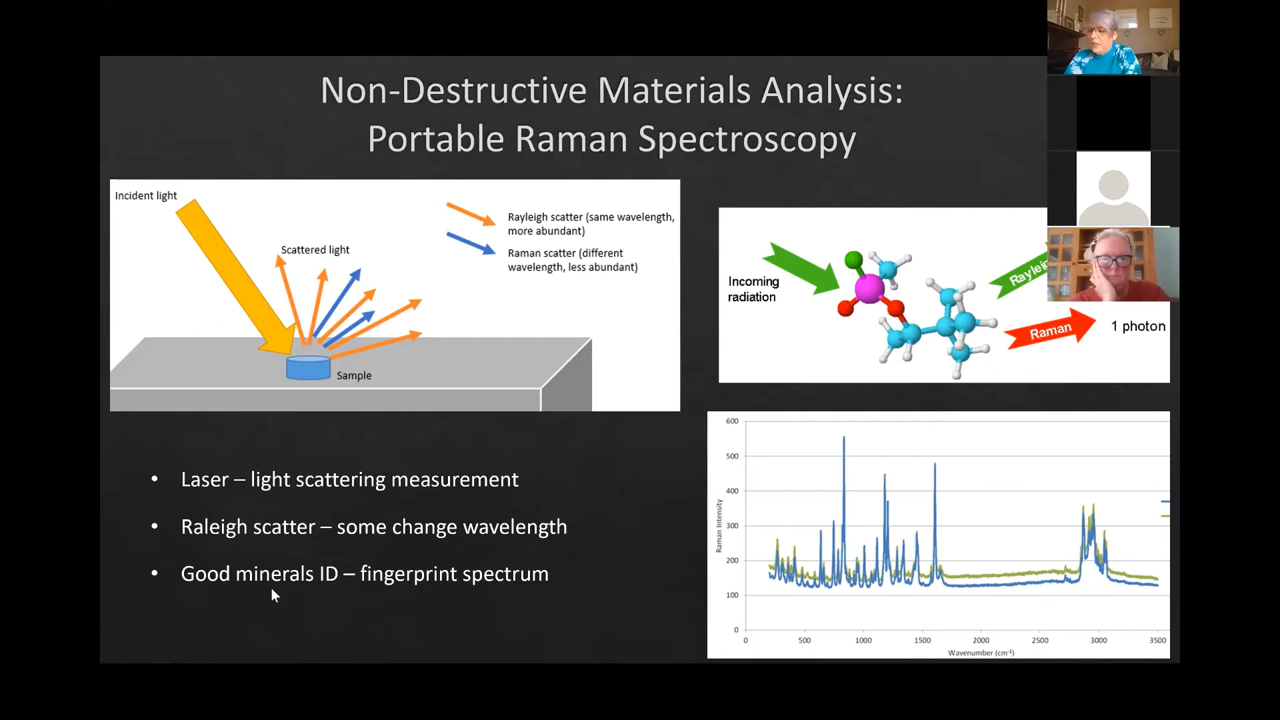 Non-Destructive Materials Analysis:
Portable Raman Spectroscopy
Incident light
Scattered light
Rayleigh scatter (same wavelength,
more abundant)
Raman scatter (different
wavelength, less abundant)
Sample
Incoming
radiation
Raman
1 photon
• Laser – light scattering measurement
• Raleigh scatter – some change wavelength
• Good minerals ID – fingerprint spectrum
600
500
400
300
200
100
0
Raman Intensity
0 500 1000 1500 2000 2500 3000 3500
Wavenumber (cm-1)